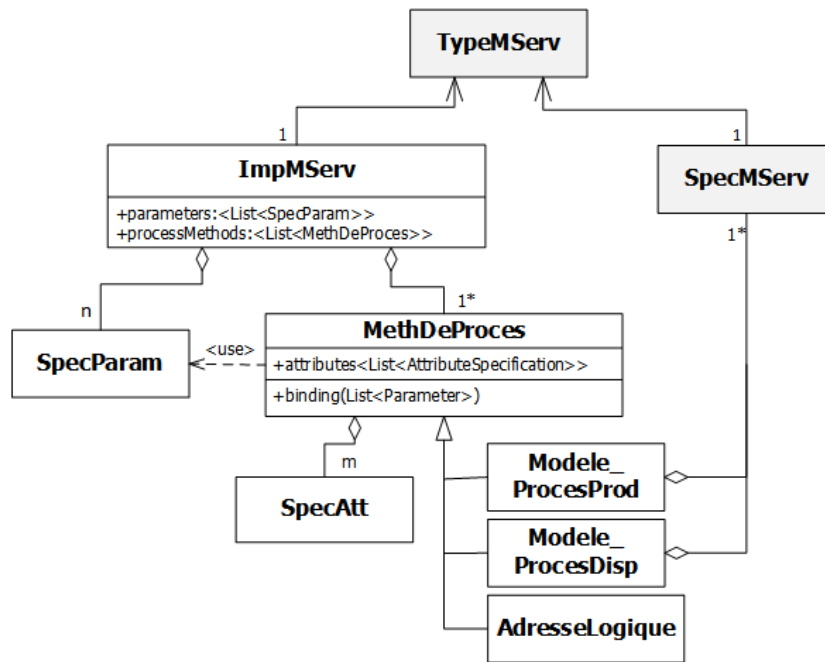 TypeMServ
1
1
ImpMServ
+parameters:<List<SpecParam>>
+processMethods:<List<MethDeProces>>
SpecMServ
1*
n
1*
SpecParam
<use>
MethDeProces
+attributes<List<AttributeSpecification>>
+binding(List<Parameter>)
m
SpecAtt
Modele_
ProcesProd
Modele_
ProcesDisp
AdresseLogique